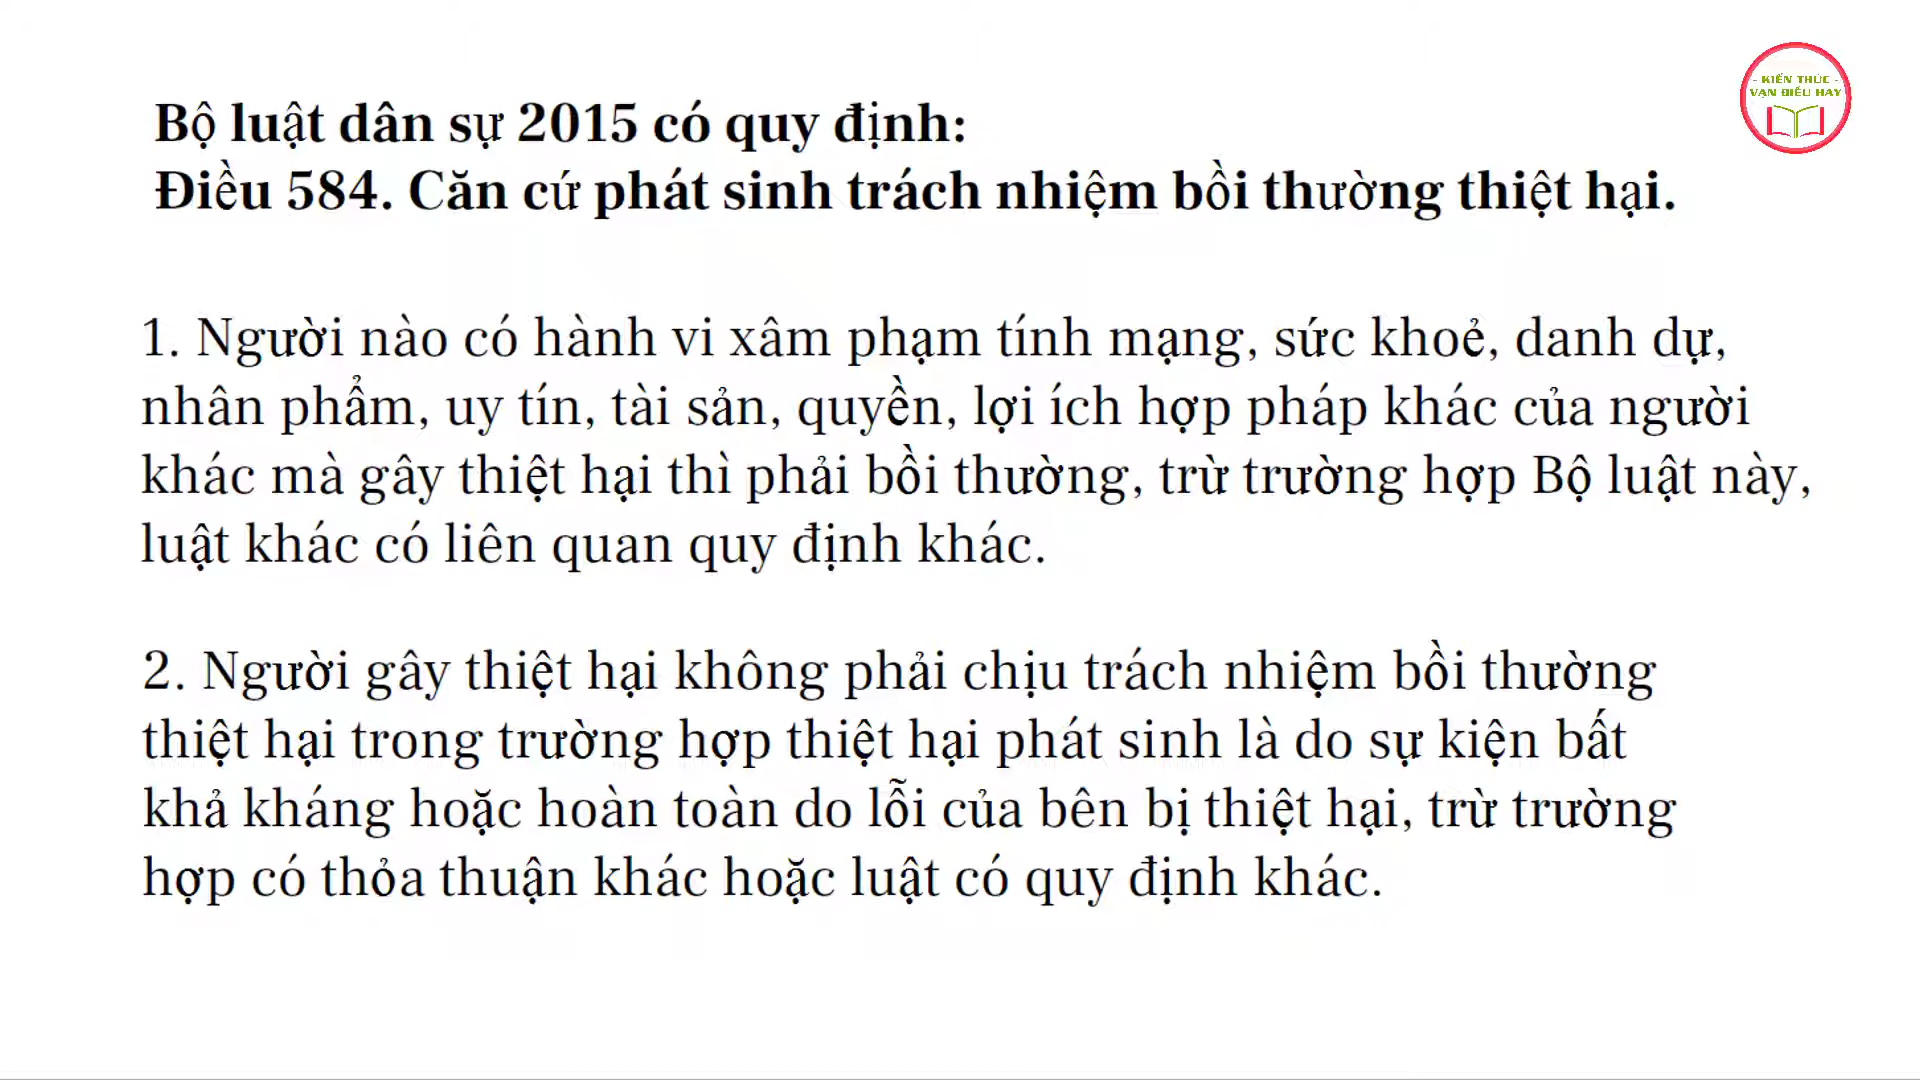 - KIẾN THỨC -
VẠN ĐIỀU HAY
Bộ luật dân sự 2015 có quy định:
Điều 584. Căn cứ phát sinh trách nhiệm bồi thường thiệt hại.
1. Người nào có hành vi xâm phạm tính mạng, sức khoẻ, danh dự,
nhân phẩm, uy tín, tài sản, quyền, lợi ích hợp pháp khác của người
khác mà gây thiệt hại thì phải bồi thường, trừ trường hợp Bộ luật này,
luật khác có liên quan quy định khác.
2. Người gây thiệt hại không phải chịu trách nhiệm bồi thường
thiệt hại trong trường hợp thiệt hại phát sinh là do sự kiện bất
khả kháng hoặc hoàn toàn do lỗi của bên bị thiệt hại, trừ trường
hợp có thỏa thuận khác hoặc luật có quy định khác.